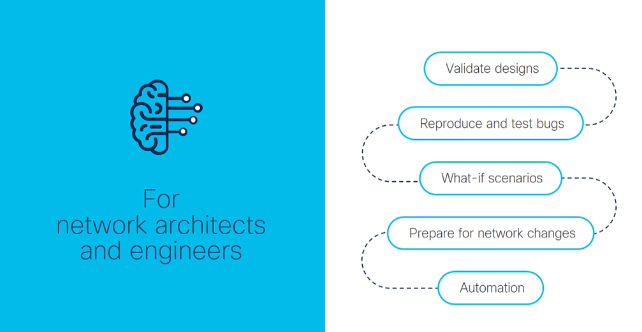 For
network architects
and engineers
Validate designs
Reproduce and test bugs
What-if scenarios
Prepare for network changes
Automation